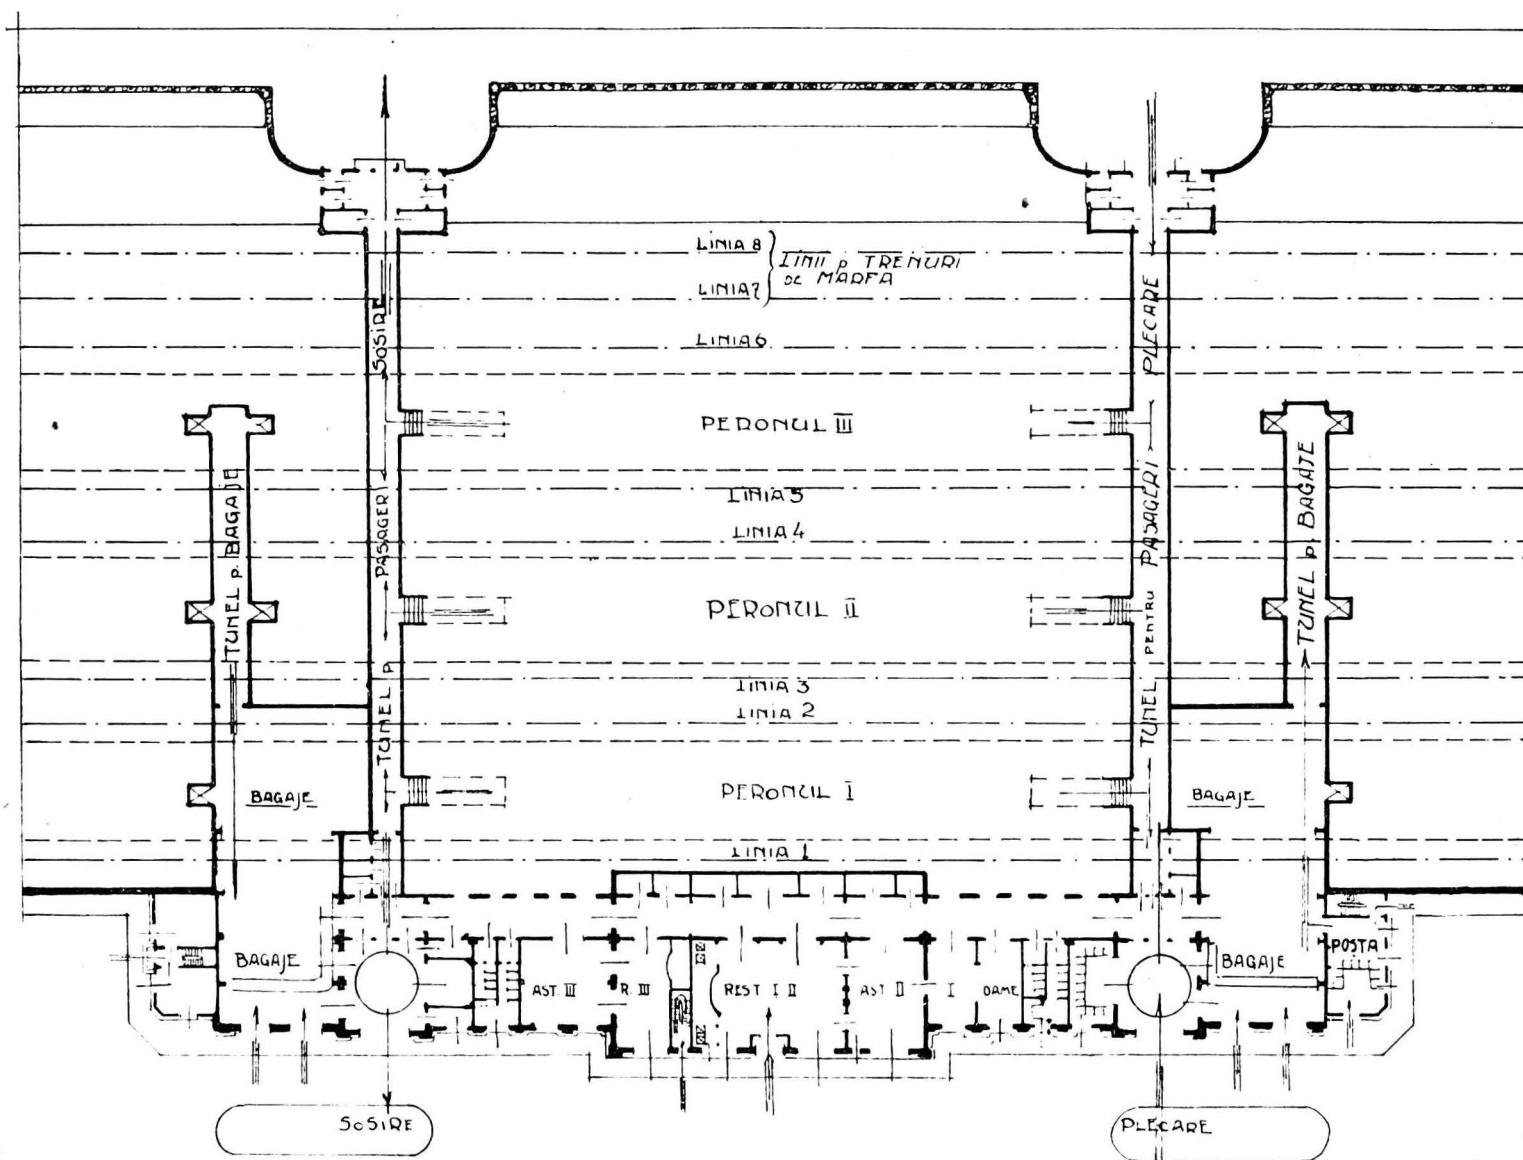 LINIA 8
LINIA 7
LINII p TRENURI
DE MARFA
LINIA 6
SOSIRE
PLECARE
PERONUL III
LINIA 5
LINIA 4
TUNEL p. BAGAJE
TUNEL p PASAGERI
TUNEL PENTRU PASAGERI
TUNEL p. BAGAJE
PERONUL II
LINIA 3
LINIA 2
BAGAJE
PERONUL I
BAGAJE
LINIA 1
BAGAJE
AST. III
R. III
REST I II
AST II
I
DAME
BAGAJE
POSTA
SOSIRE
PLECARE